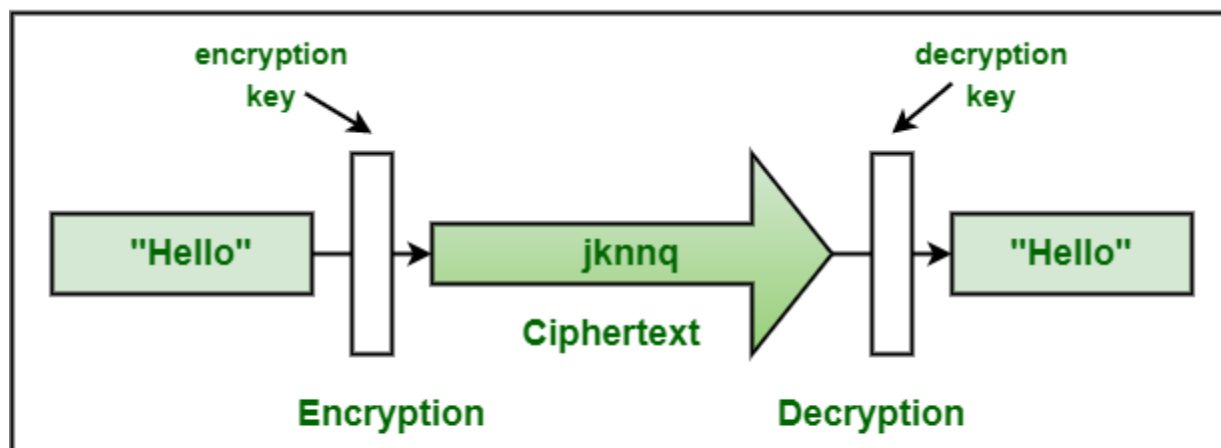 encryption
key
decryption
key
"Hello"
jknnq
"Hello"
Ciphertext
Encryption
Decryption